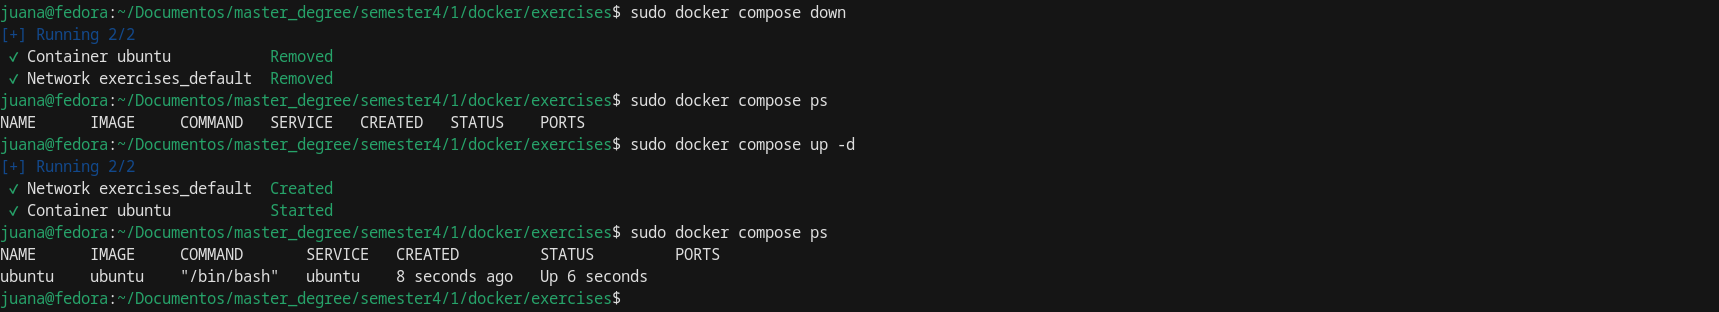 juana@fedora:~/Documentos/master_degree/semester4/1/docker/exercises$ sudo docker compose down
[+] Running 2/2
✓ Container ubuntu           Removed
✓ Network exercises_default  Removed
juana@fedora:~/Documentos/master_degree/semester4/1/docker/exercises$ sudo docker compose ps
NAME      IMAGE     COMMAND   SERVICE   CREATED   STATUS    PORTS
juana@fedora:~/Documentos/master_degree/semester4/1/docker/exercises$ sudo docker compose up -d
[+] Running 2/2
✓ Network exercises_default  Created
✓ Container ubuntu           Started
juana@fedora:~/Documentos/master_degree/semester4/1/docker/exercises$ sudo docker compose ps
NAME      IMAGE     COMMAND       SERVICE   CREATED         STATUS         PORTS
ubuntu    ubuntu    "/bin/bash"   ubuntu    8 seconds ago   Up 6 seconds
juana@fedora:~/Documentos/master_degree/semester4/1/docker/exercises$